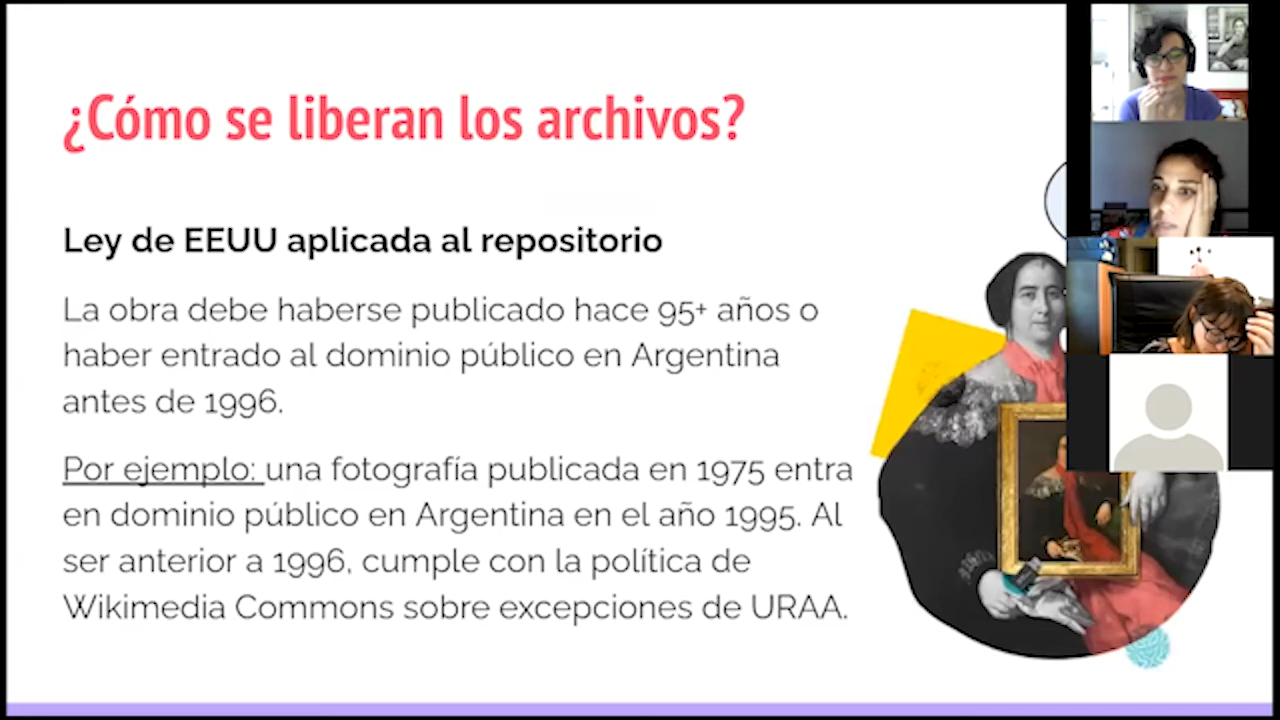 ¿Cómo se liberan los archivos?
Ley de EEUU aplicada al repositorio
La obra debe haberse publicado hace 95+ años o
haber entrado al dominio público en Argentina
antes de 1996.
Por ejemplo: una fotografía publicada en 1975 entra
en dominio público en Argentina en el año 1995. Al
ser anterior a 1996, cumple con la política de
Wikimedia Commons sobre excepciones de URAA.